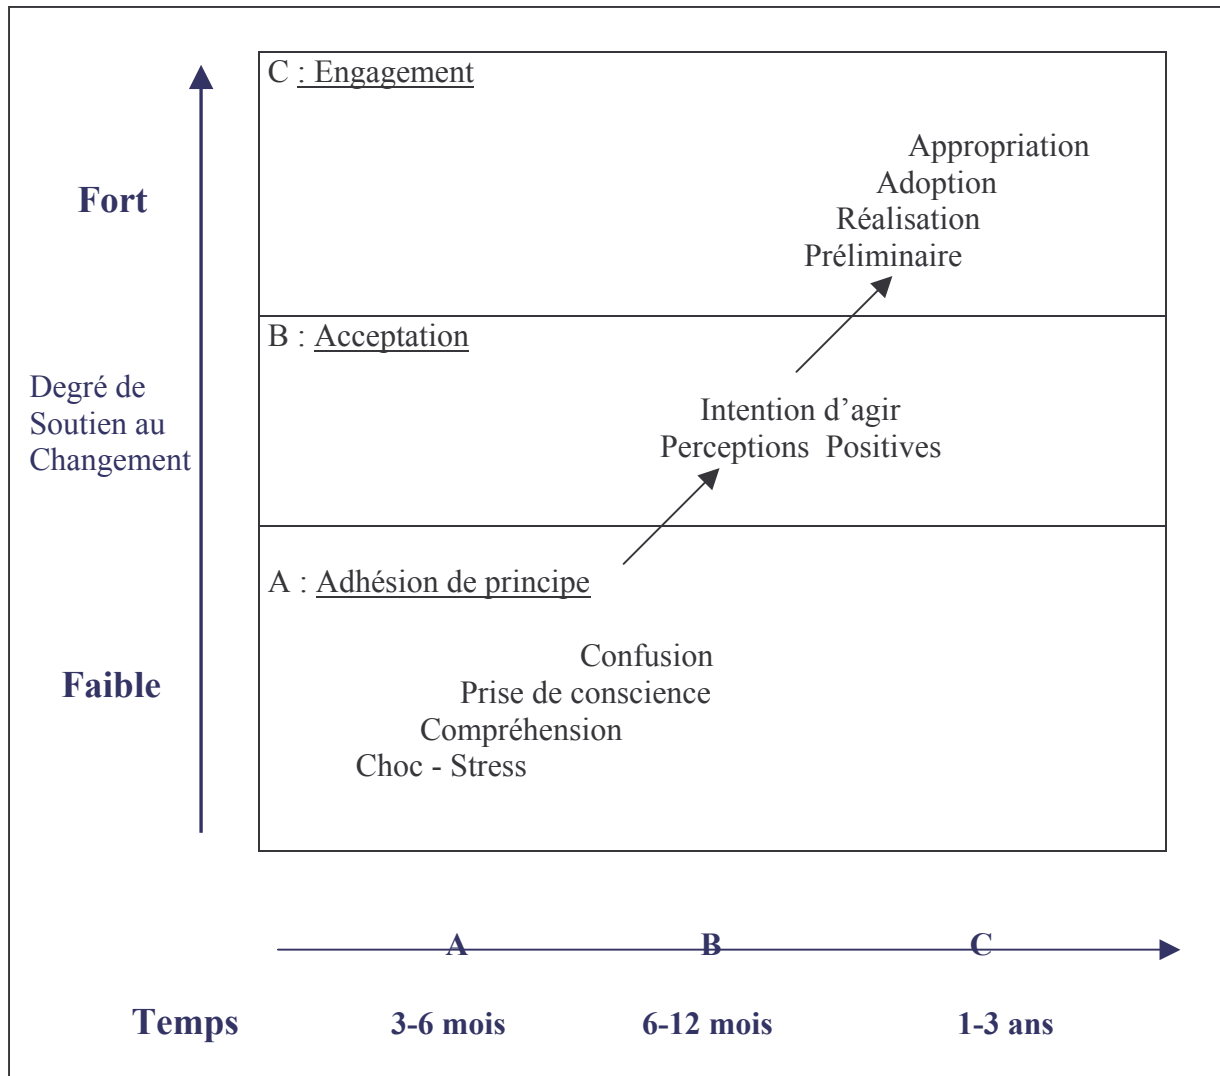 C : Engagement
Appropriation
Adoption
Fort
Réalisation
Préliminaire
B : Acceptation
Degré de
Soutien au
Changement
Intention d’agir
Perceptions Positives
A : Adhésion de principe
Confusion
Faible
Prise de conscience
Compréhension
Choc - Stress
A B C
Temps 3-6 mois 6-12 mois 1-3 ans